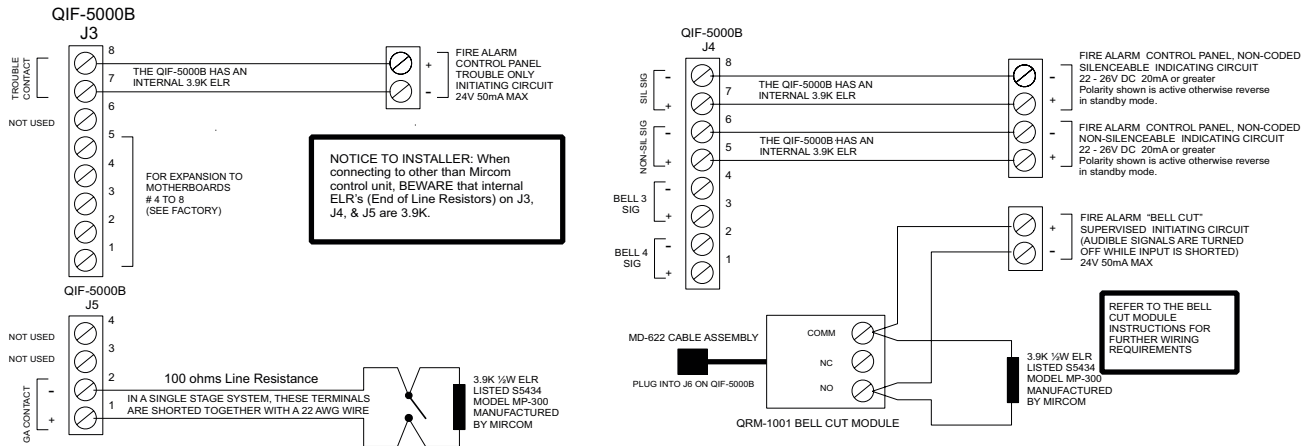 QIF-5000B
J3
8
7
6
5
4
3
2
1
TROUBLE
CONTACT
NOT USED
THE QIF-5000B HAS AN
INTERNAL 3.9K ELR
+
-
FIRE ALARM
CONTROL PANEL
TROUBLE ONLY
INITIATING CIRCUIT
24V 50mA MAX
FOR EXPANSION TO
MOTHERBOARDS
# 4 TO 8
(SEE FACTORY)
NOTICE TO INSTALLER: When
connecting to other than Mircom
control unit, BEWARE that internal
ELR's (End of Line Resistors) on J3,
J4, & J5 are 3.9K.
QIF-5000B
J5
4
3
2
1
NOT USED
NOT USED
GA CONTACT
-
+
100 ohms Line Resistance
IN A SINGLE STAGE SYSTEM, THESE TERMINALS
ARE SHORTED TOGETHER WITH A 22 AWG WIRE
3.9K ½W ELR
LISTED S5434
MODEL MP-300
MANUFACTURED
BY MIRCOM
QIF-5000B
J4
8
7
6
5
4
3
2
1
SIL SIG
-
+
NON-SIL SIG
-
+
BELL 3
SIG
-
+
BELL 4
SIG
-
+
THE QIF-5000B HAS AN
INTERNAL 3.9K ELR
THE QIF-5000B HAS AN
INTERNAL 3.9K ELR
-
+
-
+
FIRE ALARM CONTROL PANEL, NON-CODED
SILENCEABLE INDICATING CIRCUIT
22 - 26V DC 20mA or greater
Polarity shown is active otherwise reverse
in standby mode.
FIRE ALARM CONTROL PANEL, NON-CODED
NON-SILENCEABLE INDICATING CIRCUIT
22 - 26V DC 20mA or greater
Polarity shown is active otherwise reverse
in standby mode.
+
-
FIRE ALARM "BELL CUT"
SUPERVISED INITIATING CIRCUIT
(AUDIBLE SIGNALS ARE TURNED
OFF WHILE INPUT IS SHORTED)
24V 50mA MAX
REFER TO THE BELL
CUT MODULE
INSTRUCTIONS FOR
FURTHER WIRING
REQUIREMENTS
MD-622 CABLE ASSEMBLY
PLUG INTO J6 ON QIF-5000B
COMM
NC
NO
QRM-1001 BELL CUT MODULE
3.9K ½W ELR
LISTED S5434
MODEL MP-300
MANUFACTURED
BY MIRCOM